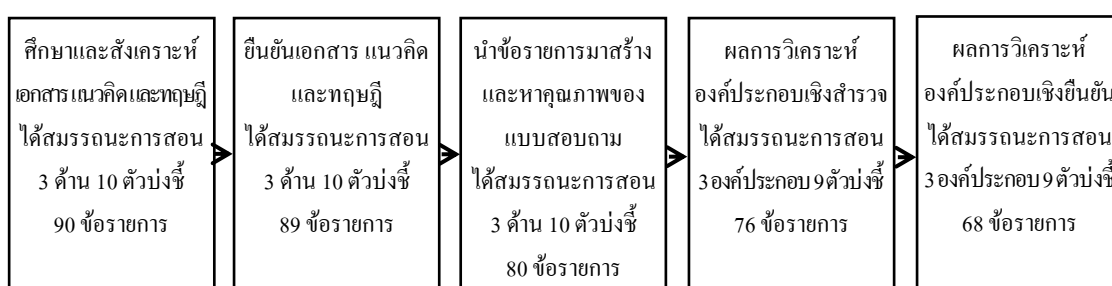 ศึกษาและสังเคราะห์
เอกสารแนวคิดและทฤษฎี
ได้สมรรถนะการสอน
3 ด้าน 10 ตัวบ่งชี้
90 ข้อรายการ
ยืนยันเอกสาร แนวคิด
และทฤษฎี
ได้สมรรถนะการสอน
3 ด้าน 10 ตัวบ่งชี้
89 ข้อรายการ
นำข้อรายการมาสร้าง
และหาคุณภาพของ
แบบสอบถาม
ได้สมรรถนะการสอน
3 ด้าน 10 ตัวบ่งชี้
80 ข้อรายการ
ผลการวิเคราะห์
องค์ประกอบเชิงสำรวจ
ได้สมรรถนะการสอน
3 องค์ประกอบ 9 ตัวบ่งชี้
76 ข้อรายการ
ผลการวิเคราะห์
องค์ประกอบเชิงยืนยัน
ได้สมรรถนะการสอน
3 องค์ประกอบ 9 ตัวบ่งชี้
68 ข้อรายการ